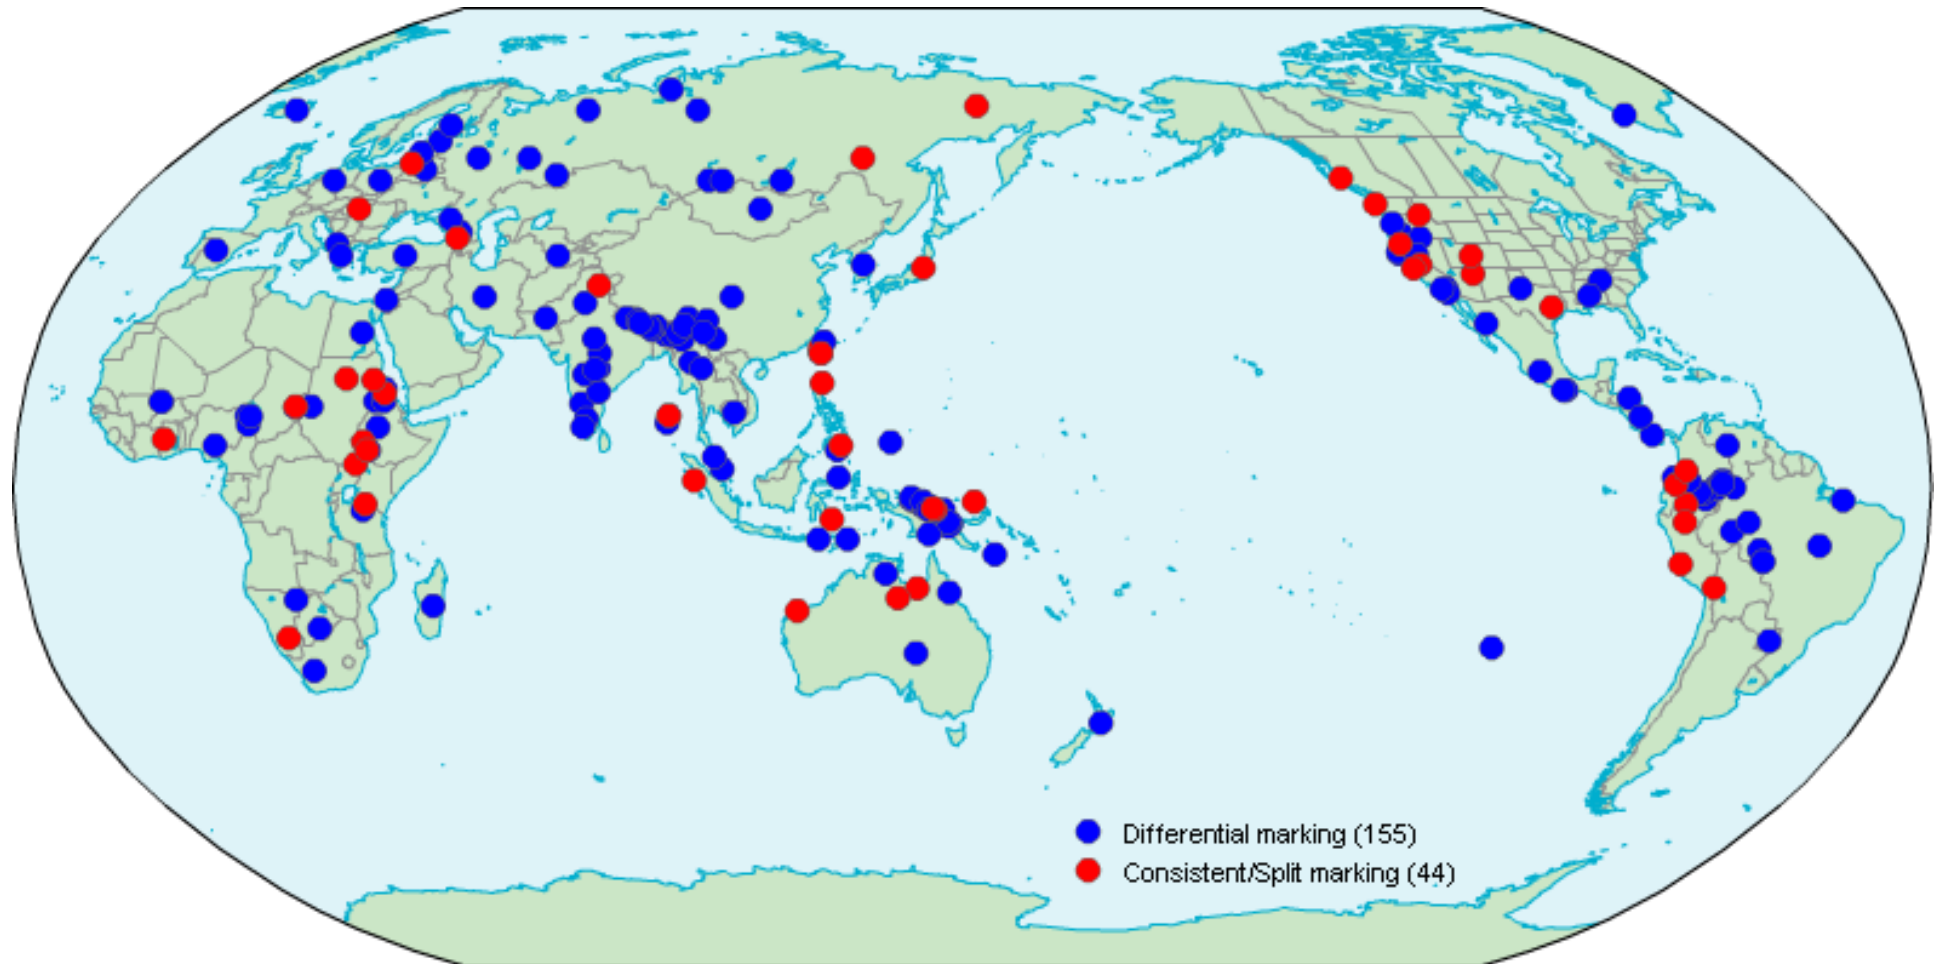 Differential marking (155)
Consistent/Split marking (44)